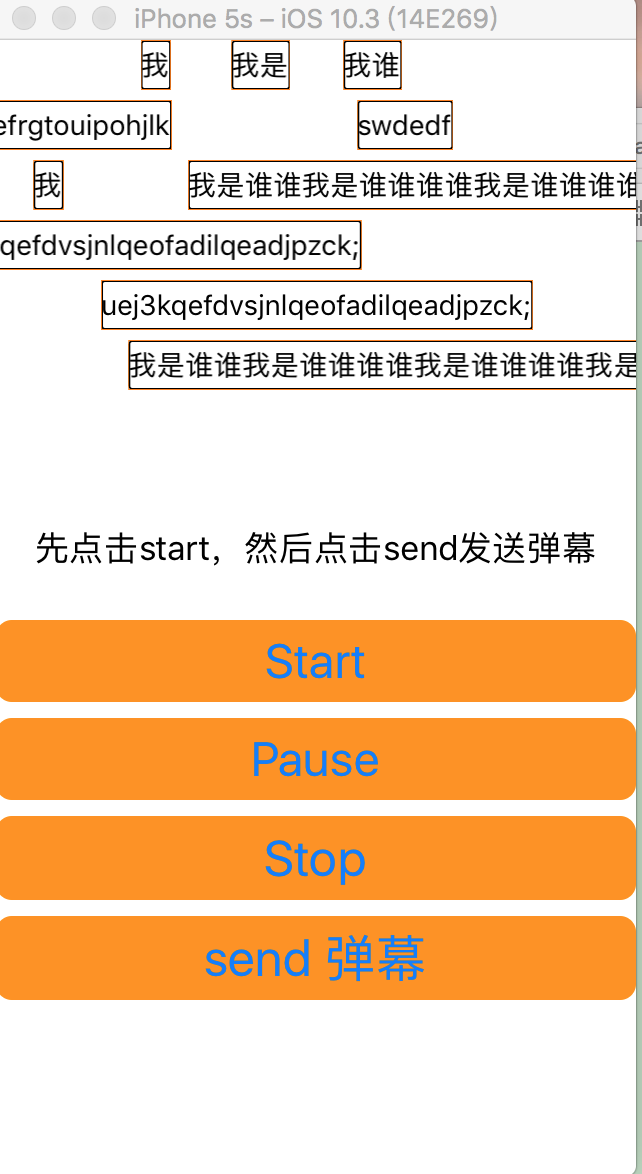 iPhone 5s – iOS 10.3 (14E269)
我 我是 我谁
efrgtouipohjlk swdedf
我 我是谁谁我是谁谁谁谁我是谁谁谁谁
qefdvsjnlqeofadilqeadjpzck;
uej3kqefdvsjnlqeofadilqeadjpzck;
我是谁谁我是谁谁谁谁我是谁谁谁谁我是
先点击start，然后点击send发送弹幕
Start
Pause
Stop
send 弹幕